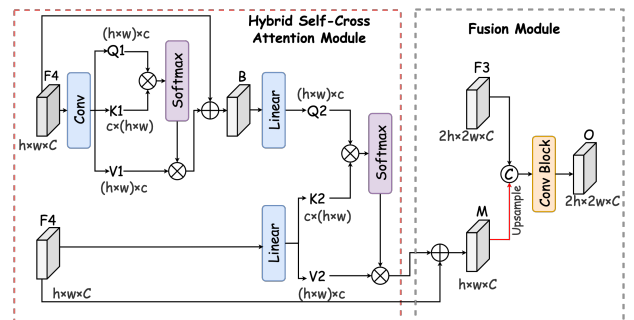 Hybrid Self-Cross
Attention Module
Fusion Module
F4
h×w×C
Conv
(h×w)×c
Q1
K1
c×(h×w)
V1
(h×w)×c
Softmax
B
Linear
(h×w)×c
Q2
Softmax
K2
c×(h×w)
F4
h×w×C
Linear
V2
(h×w)×c
F3
2h×2w×C
C
Upsample
Conv Block
O
2h×2w×C
M
h×w×C